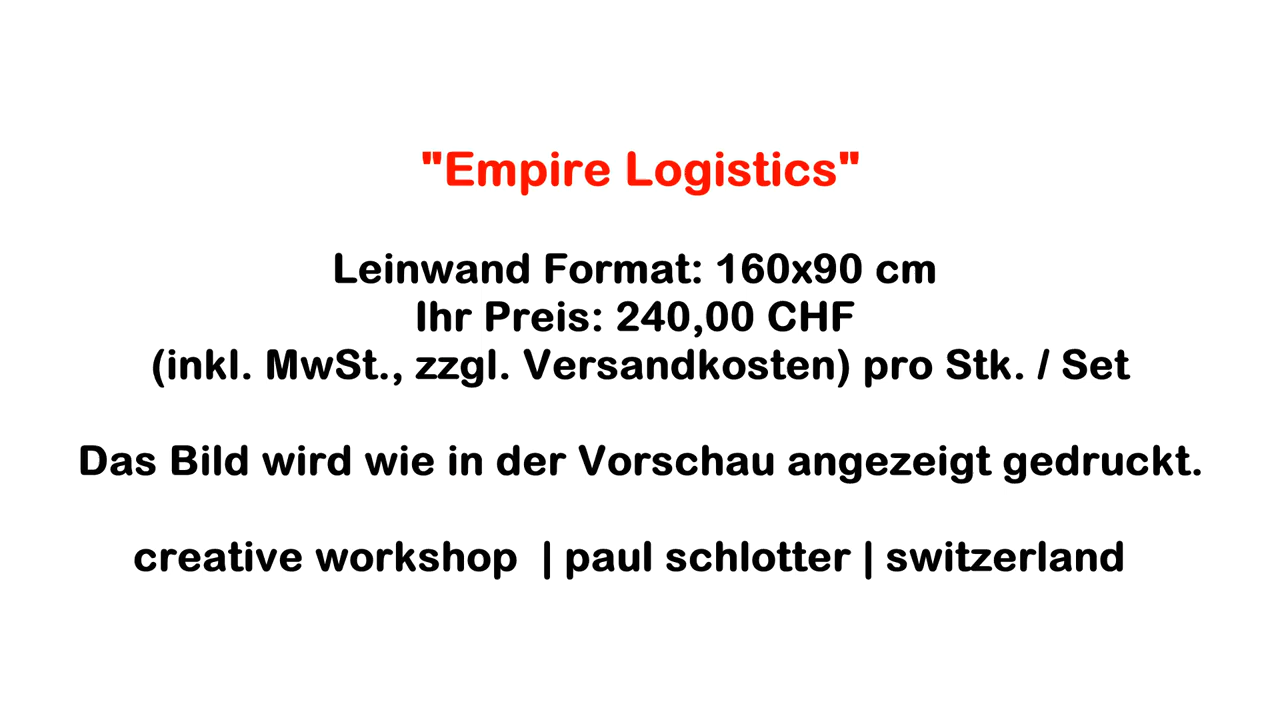 "Empire Logistics"
Leinwand Format: 160x90 cm
Ihr Preis: 240,00 CHF
(inkl. MwSt., zzgl. Versandkosten) pro Stk. / Set
Das Bild wird wie in der Vorschau angezeigt gedruckt.
creative workshop  | paul schlotter | switzerland